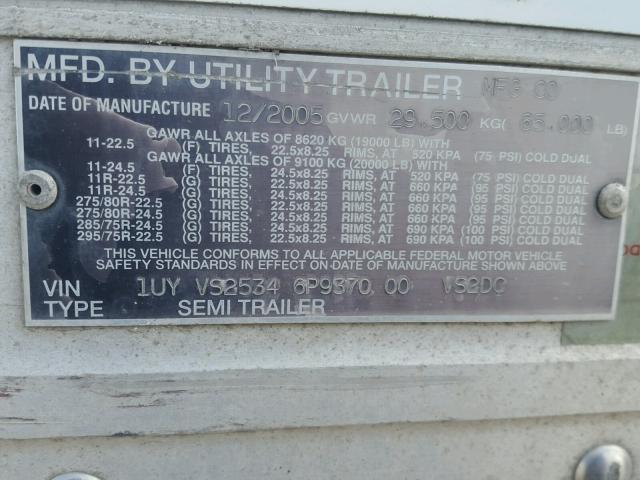 MFD. BY UTILITY TRAILER MFG CO
DATE OF MANUFACTURE 12/2005 GVWR 29.500 KG( 65.000 LB)
GAWR ALL AXLES OF 8620 KG (19000 LB) WITH
11-22.5 (F) TIRES, 22.5x8.25 RIMS, AT 520 KPA (75 PSI) COLD DUAL
GAWR ALL AXLES OF 9100 KG (20000 LB) WITH
11-24.5 (F) TIRES, 24.5x8.25 RIMS, AT 520 KPA (75 PSI) COLD DUAL
11R-22.5 (G) TIRES, 22.5x8.25 RIMS, AT 660 KPA (95 PSI) COLD DUAL
11R-24.5 (G) TIRES, 24.5x8.25 RIMS, AT 660 KPA (95 PSI) COLD DUAL
275/80R-22.5 (G) TIRES, 22.5x8.25 RIMS, AT 660 KPA (95 PSI) COLD DUAL
275/80R-24.5 (G) TIRES, 24.5x8.25 RIMS, AT 660 KPA (95 PSI) COLD DUAL
285/75R-24.5 (G) TIRES, 24.5x8.25 RIMS, AT 690 KPA (100 PSI) COLD DUAL
295/75R-22.5 (G) TIRES, 22.5x8.25 RIMS, AT 690 KPA (100 PSI) COLD DUAL
THIS VEHICLE CONFORMS TO ALL APPLICABLE FEDERAL MOTOR VEHICLE
SAFETY STANDARDS IN EFFECT ON DATE OF MANUFACTURE SHOWN ABOVE
VIN 1UY VS2534 6P9370 00 VS2DC
TYPE SEMI TRAILER